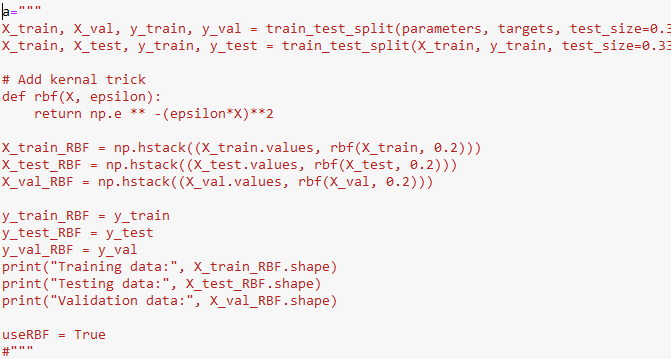 a="""
X_train, X_val, y_train, y_val = train_test_split(parameters, targets, test_size=0.3
X_train, X_test, y_train, y_test = train_test_split(X_train, y_train, test_size=0.33
# Add kernal trick
def rbf(X, epsilon):
    return np.e ** -(epsilon*X)**2
X_train_RBF = np.hstack((X_train.values, rbf(X_train, 0.2)))
X_test_RBF = np.hstack((X_test.values, rbf(X_test, 0.2)))
X_val_RBF = np.hstack((X_val.values, rbf(X_val, 0.2)))
y_train_RBF = y_train
y_test_RBF = y_test
y_val_RBF = y_val
print("Training data:", X_train_RBF.shape)
print("Testing data:", X_test_RBF.shape)
print("Validation data:", X_val_RBF.shape)
useRBF = True
#"""